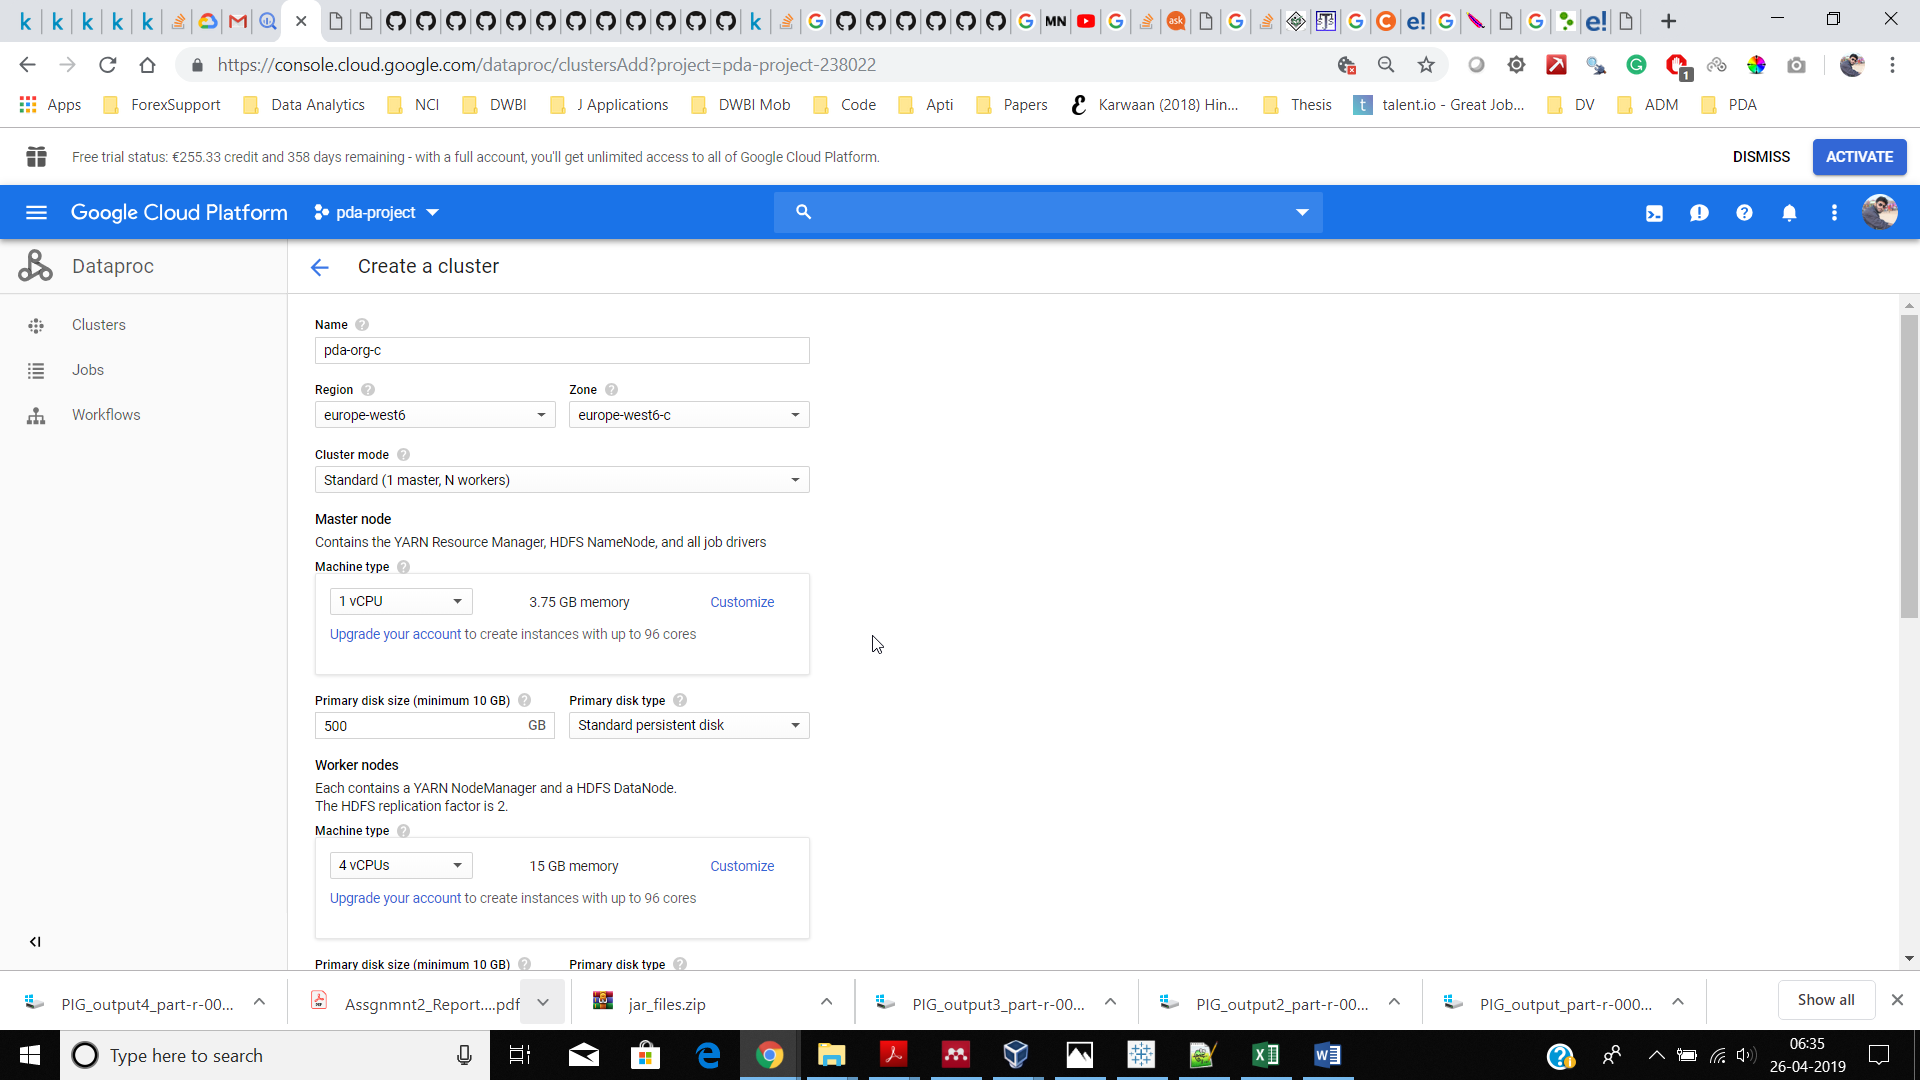 https://console.cloud.google.com/dataproc/clustersAdd?project=pda-project-238022
1
Apps
ForexSupport
Data Analytics
NCI
DWBI
J Applications
DWBI Mob
Code
Apti
Papers
Karwaan (2018) Hin...
Thesis
talent.io - Great Job...
DV
ADM
PDA
Free trial status: €255.33 credit and 358 days remaining - with a full account, you'll get unlimited access to all of Google Cloud Platform.
DISMISS
ACTIVATE
Google Cloud Platform
pda-project
Dataproc
Create a cluster
Clusters
Jobs
Workflows
Name
pda-org-c
Region
Zone
europe-west6
europe-west6-c
Cluster mode
Standard (1 master, N workers)
Master node
Contains the YARN Resource Manager, HDFS NameNode, and all job drivers
Machine type
1 vCPU
3.75 GB memory
Customize
Upgrade your account to create instances with up to 96 cores
Primary disk size (minimum 10 GB)
Primary disk type
500
GB
Standard persistent disk
Worker nodes
Each contains a YARN NodeManager and a HDFS DataNode.
The HDFS replication factor is 2.
Machine type
4 vCPUs
15 GB memory
Customize
Upgrade your account to create instances with up to 96 cores
Primary disk size (minimum 10 GB)
Primary disk type
PIG_output4_part-r-00...
Assgnmnt2_Report....pdf
jar_files.zip
PIG_output3_part-r-00...
PIG_output2_part-r-00...
PIG_output_part-r-000...
Show all
Type here to search
06:35
26-04-2019